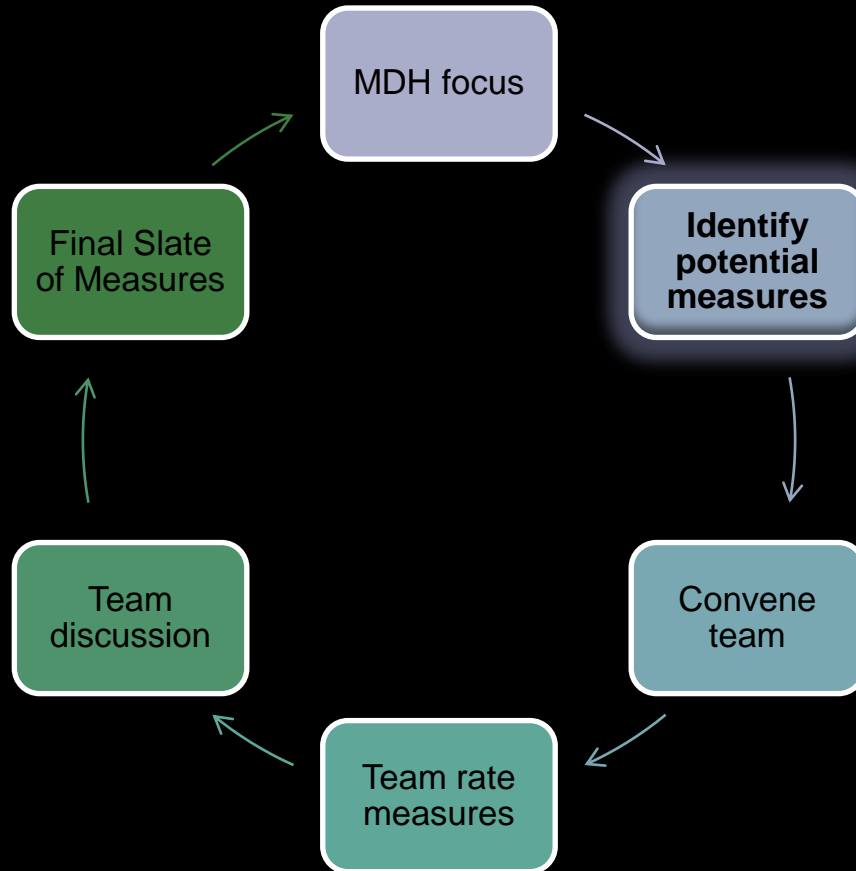 MDH focus
Identify
potential
measures
Convene
team
Team rate
measures
Team
discussion
Final Slate
of Measures